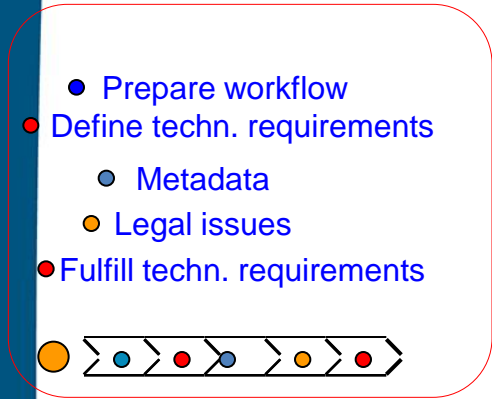 Prepare workflow
Define techn. requirements
Metadata
Legal issues
Fulfill techn. requirements